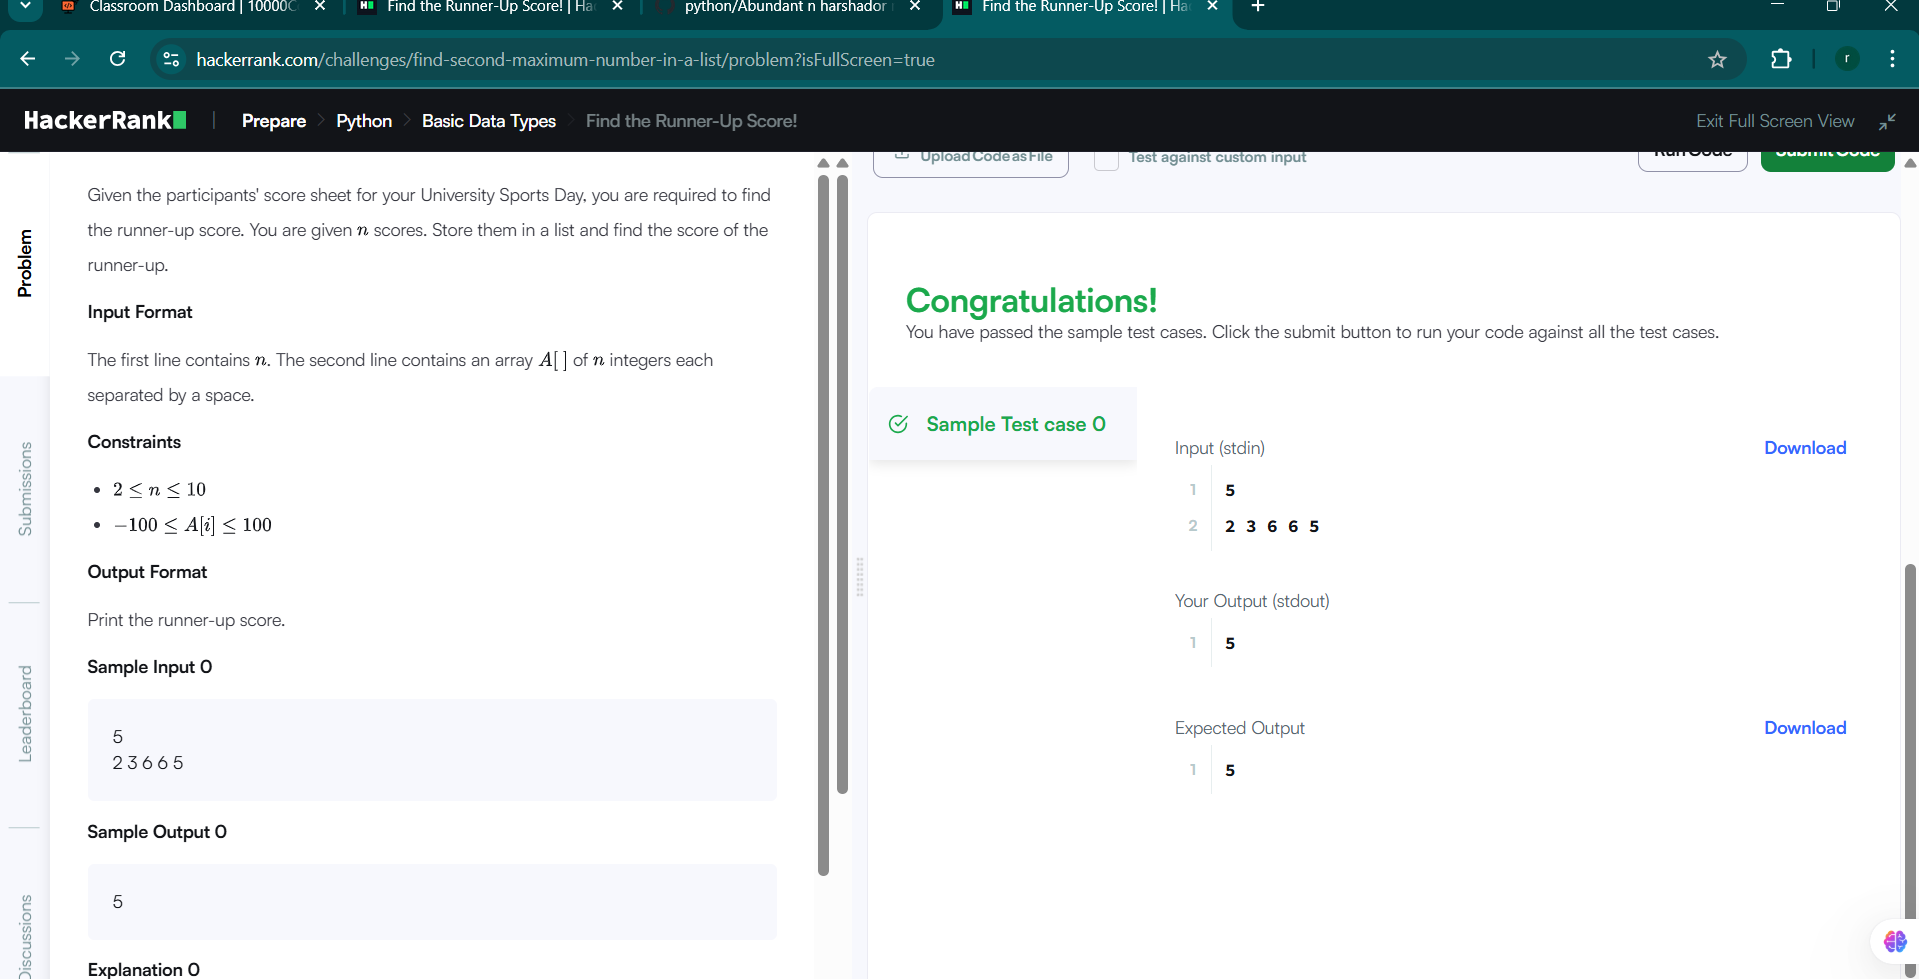 Classroom Dashboard | 10000C
Find the Runner-Up Score! | Ha
python/Abundant n harshador
Find the Runner-Up Score! | Ha
hackerrank.com/challenges/find-second-maximum-number-in-a-list/problem?isFullScreen=true
r
HackerRank
Prepare
Python
Basic Data Types
Find the Runner-Up Score!
Exit Full Screen View
Problem
Submissions
Leaderboard
Discussions
Given the participants' score sheet for your University Sports Day, you are required to find
the runner-up score. You are given n scores. Store them in a list and find the score of the
runner-up.
Input Format
The first line contains n. The second line contains an array A[ ] of n integers each
separated by a space.
Constraints
• 2 ≤ n ≤ 10
• −100 ≤ A[i] ≤ 100
Output Format
Print the runner-up score.
Sample Input 0
5
2 3 6 6 5
Sample Output 0
5
Explanation 0
Upload Code as File
Test against custom input
Run Code
Submit Code
Congratulations!
You have passed the sample test cases. Click the submit button to run your code against all the test cases.
Sample Test case 0
Input (stdin)
Download
1 5
2 2 3 6 6 5
Your Output (stdout)
1 5
Expected Output
Download
1 5